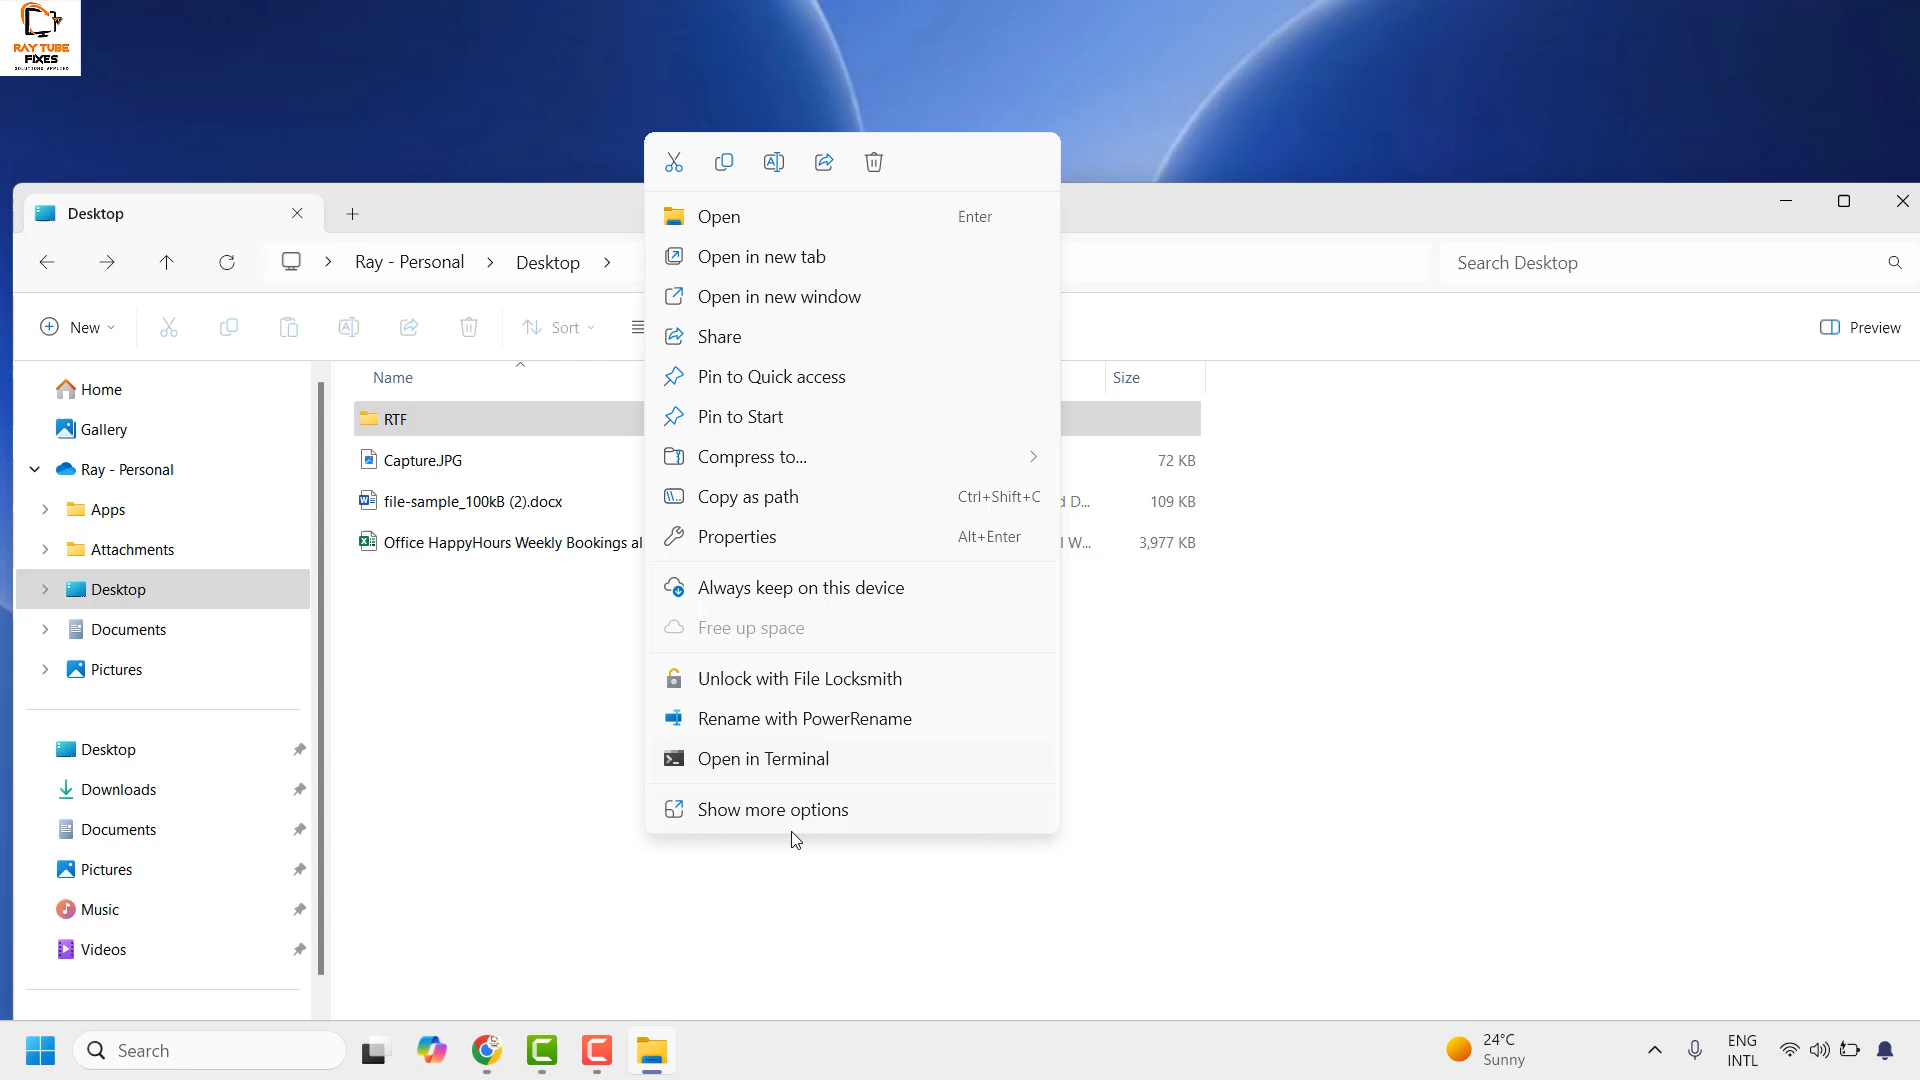 RAY TUBE
FIXES
SOLUTIONS APPLIED
Desktop
Ray - Personal
Desktop
Search Desktop
New
Sort
Preview
Home
Gallery
Ray - Personal
Apps
Attachments
Desktop
Documents
Pictures
Desktop
Downloads
Documents
Pictures
Music
Videos
Name
Size
RTF
Capture.JPG
72 KB
file-sample_100kB (2).docx
d D...
109 KB
Office HappyHours Weekly Bookings al
l W...
3,977 KB
Open Enter
Open in new tab
Open in new window
Share
Pin to Quick access
Pin to Start
Compress to...
Copy as path Ctrl+Shift+C
Properties Alt+Enter
Always keep on this device
Free up space
Unlock with File Locksmith
Rename with PowerRename
Open in Terminal
Show more options
Search
24°C
Sunny
ENG
INTL